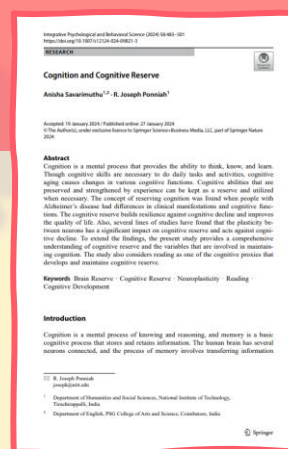 Integrative Psychological and Behavioral Science (2024) 58:483–501
https://doi.org/10.1007/s12124-024-09821-3
RESEARCH
Cognition and Cognitive Reserve
Anisha Savarimuthu1,2 · R. Joseph Ponniah1
Accepted: 19 January 2024 / Published online: 27 January 2024
© The Author(s), under exclusive licence to Springer Science+Business Media, LLC, part of Springer Nature
2024
Abstract
Cognition is a mental process that provides the ability to think, know, and learn.
Though cognitive skills are necessary to do daily tasks and activities, cognitive
aging causes changes in various cognitive functions. Cognitive abilities that are
preserved and strengthened by experience can be kept as a reserve and utilized
when necessary. The concept of reserving cognition was found when people with
Alzheimer's disease had differences in clinical manifestations and cognitive func-
tions. The cognitive reserve builds resilience against cognitive decline and improves
the quality of life. Also, several lines of studies have found that the plasticity be-
tween neurons has a significant impact on cognitive reserve and acts against cogni-
tive decline. To extend the findings, the present study provides a comprehensive
understanding of cognitive reserve and the variables that are involved in maintain-
ing cognition. The study also considers reading as one of the cognitive proxies that
develops and maintains cognitive reserve.
Keywords Brain Reserve · Cognitive Reserve · Neuroplasticity · Reading ·
Cognitive Development
Introduction
Cognition is a mental process of knowing and reasoning, and memory is a basic
cognitive process that stores and retains information. The human brain has several
neurons connected, and the process of memory involves transferring information
R. Joseph Ponniah
joseph@nitt.edu
1 Department of Humanities and Social Sciences, National Institute of Technology,
Tiruchirappalli, India
2 Department of English, PSG College of Arts and Science, Coimbatore, India
Springer